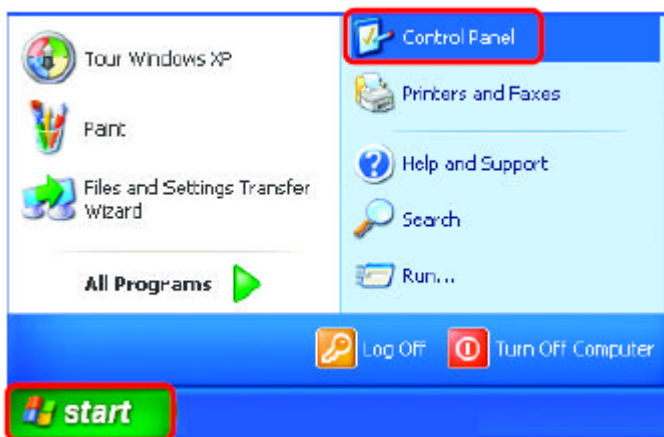 Tour Windows XP
Paint
Files and Settings Transfer
Wizard
All Programs
Control Panel
Printers and Faxes
Help and Support
Search
Run...
Log Off
Turn Off Computer
start